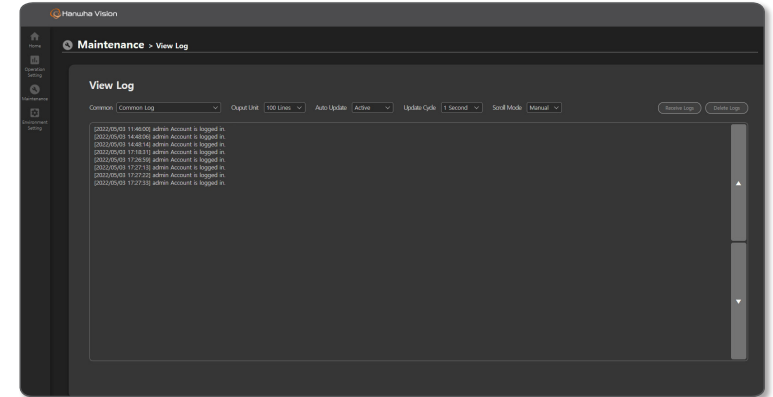 Hanwha Vision
Home
Operation
Setting
Maintenance
Environment
Setting
Maintenance > View Log
View Log
Common Common Log Ouput Unit 100 Lines Auto Update Active Update Cycle 1 Second Scroll Mode Manual Receive Logs Delete Logs
[2022/05/03 11:46:00] admin Account is logged in.
[2022/05/03 14:48:06] admin Account is logged in.
[2022/05/03 14:48:14] admin Account is logged in.
[2022/05/03 17:18:31] admin Account is logged in.
[2022/05/03 17:26:59] admin Account is logged in.
[2022/05/03 17:27:15] admin Account is logged in.
[2022/05/03 17:27:22] admin Account is logged in.
[2022/05/03 17:27:33] admin Account is logged in.